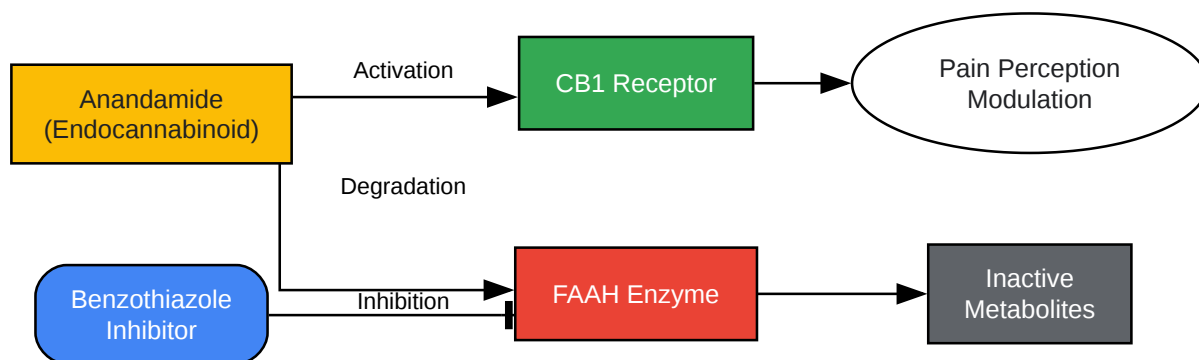 Activation
Anandamide
(Endocannabinoid)
CB1 Receptor
Pain Perception
Modulation
Degradation
Benzothiazole
Inhibitor
Inhibition
FAAH Enzyme
Inactive
Metabolites